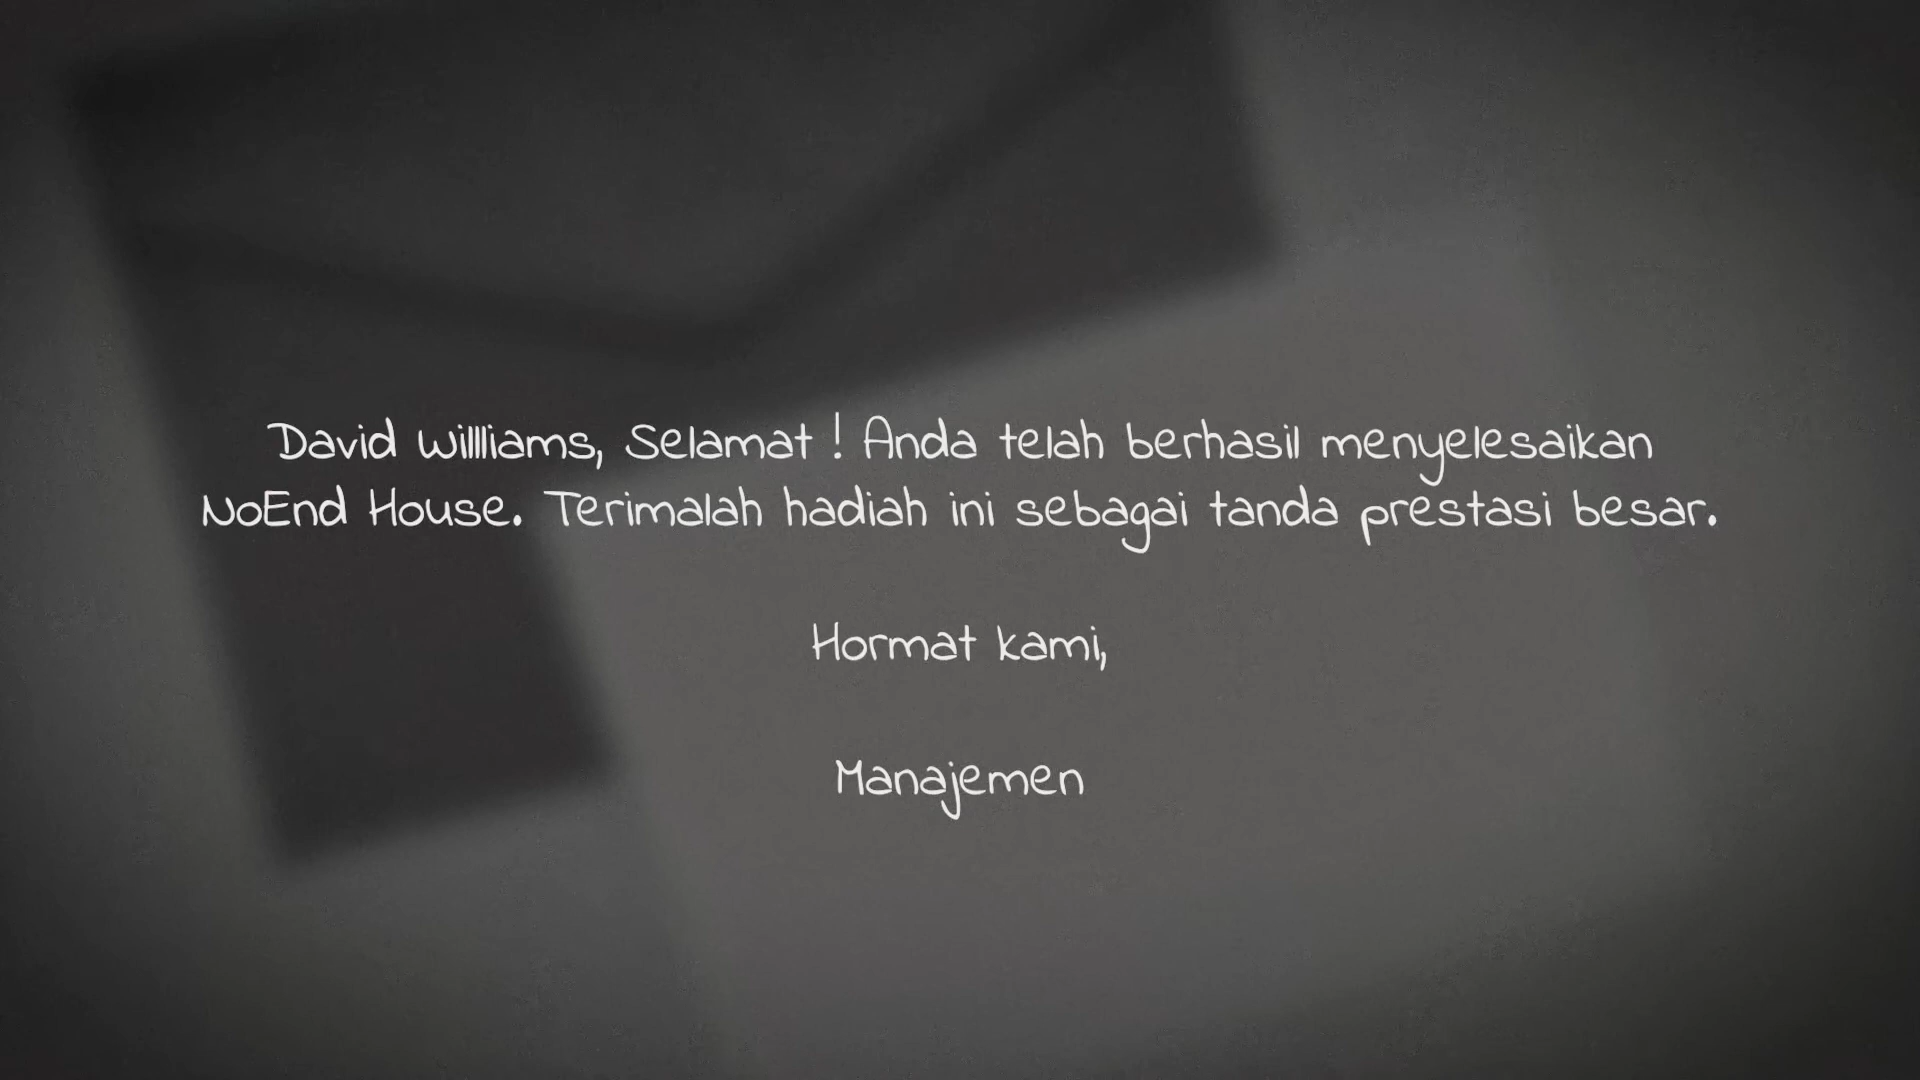 David Willliams, Selamat ! Anda telah berhasil menyelesaikan
NoEnd House. Terimalah hadiah ini sebagai tanda prestasi besar.
Hormat kami,
Manajemen